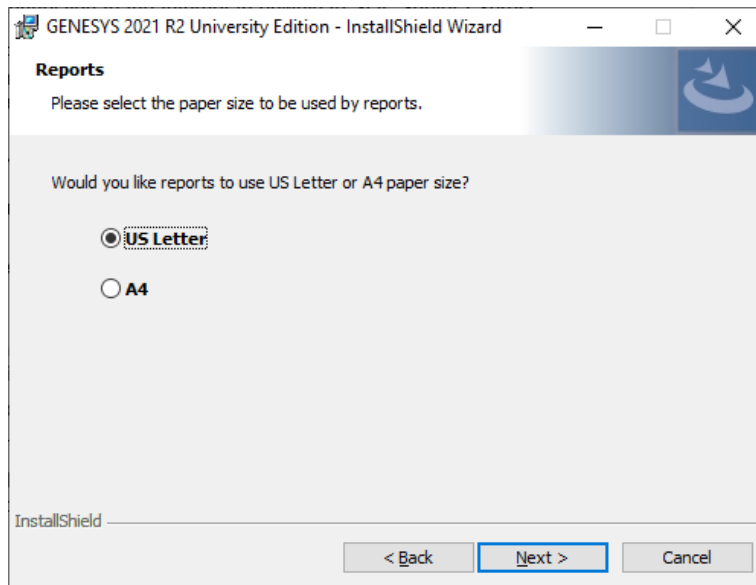 GENESYS 2021 R2 University Edition - InstallShield Wizard
Reports
Please select the paper size to be used by reports.
Would you like reports to use US Letter or A4 paper size?
US Letter
A4
InstallShield
< Back Next > Cancel